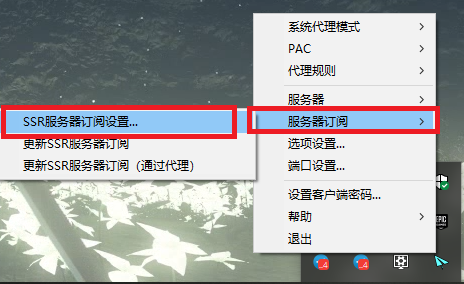 系统代理模式
PAC
代理规则
服务器
服务器订阅
SSR服务器订阅设置...
更新SSR服务器订阅
更新SSR服务器订阅（通过代理）
选项设置...
端口设置...
设置客户端密码...
帮助
退出
EPIC